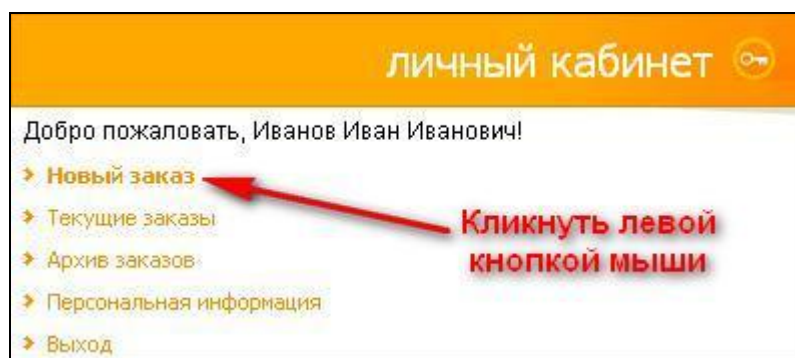 личный кабинет
Добро пожаловать, Иванов Иван Иванович!
Новый заказ
Текущие заказы
Кликнуть левой
кнопкой мыши
Архив заказов
Персональная информация
Выход